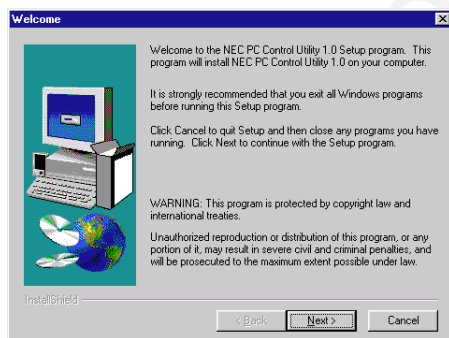 Welcome
Welcome to the NEC PC Control Utility 1.0 Setup program. This
program will install NEC PC Control Utility 1.0 on your computer.
It is strongly recommended that you exit all Windows programs
before running this Setup program.
Click Cancel to quit Setup and then close any programs you have
running. Click Next to continue with the Setup program.
WARNING: This program is protected by copyright law and
international treaties.
Unauthorized reproduction or distribution of this program, or any
portion of it, may result in severe civil and criminal penalties, and
will be prosecuted to the maximum extent possible under law.
InstallShield
< Back Next > Cancel